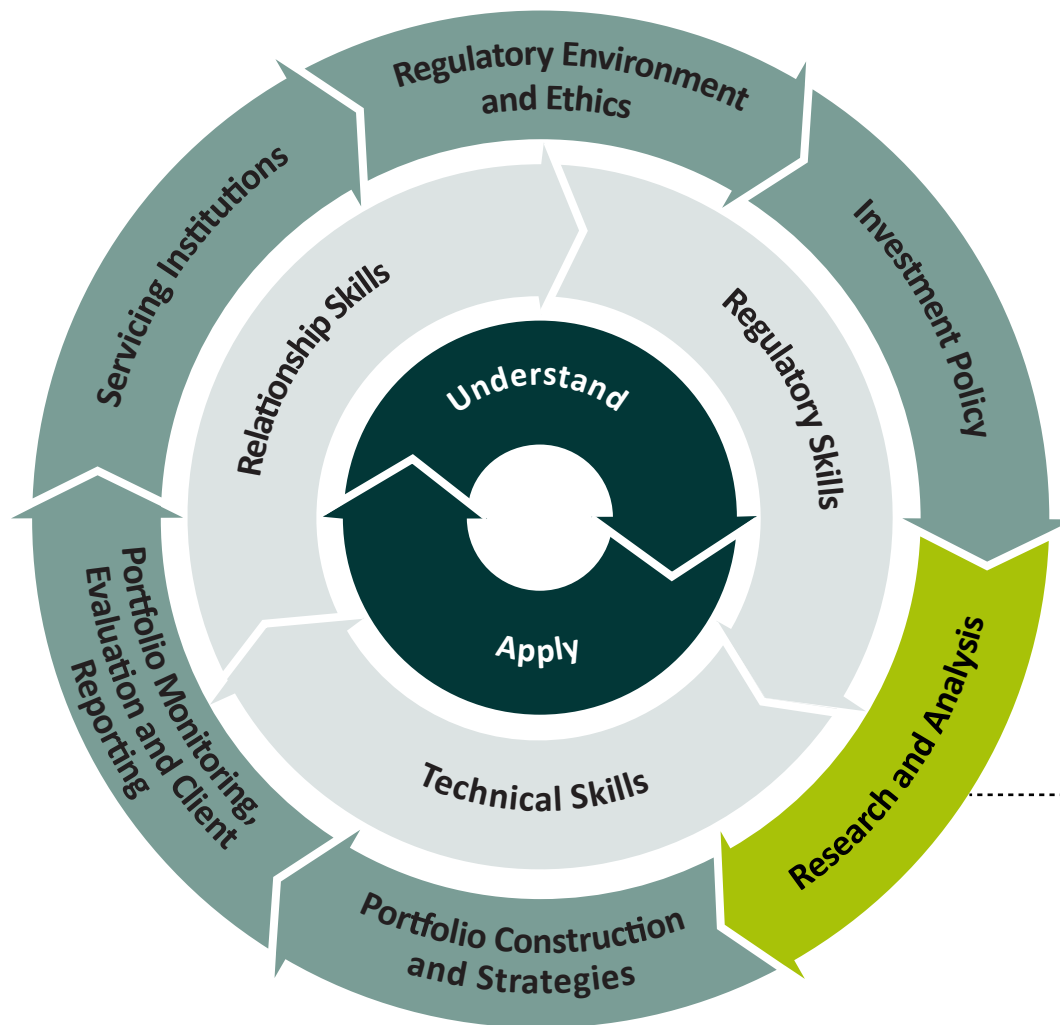 Regulatory Environment
and Ethics
Investment Policy
Research and Analysis
Portfolio Construction
and Strategies
Portfolio Monitoring,
Evaluation and Client
Reporting
Servicing Institutions
Relationship Skills
Regulatory Skills
Technical Skills
Understand
Apply